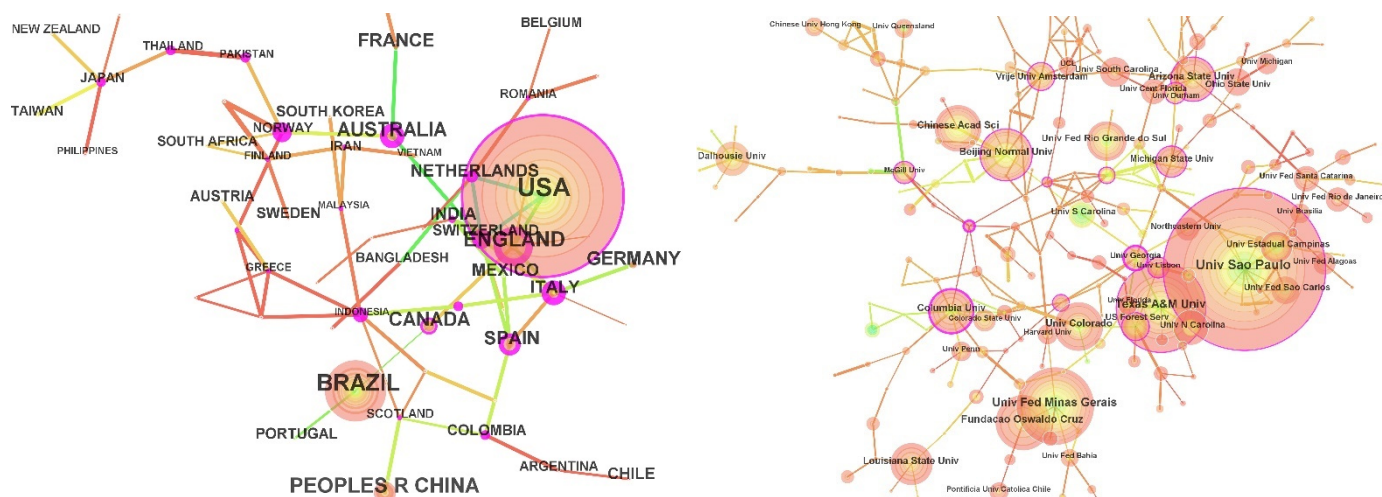 NEW ZEALAND
THAILAND
PAKISTAN
JAPAN
TAIWAN
PHILIPPINES
FRANCE
BELGIUM
ROMANIA
SOUTH KOREA
NORWAY
AUSTRALIA
SOUTH AFRICA
IRAN
FINLAND
VIETNAM
NETHERLANDS
USA
AUSTRIA
SWEDEN
MALAYSIA
INDIA
SWITZERLAND
ENGLAND
GREECE
BANGLADESH
MEXICO
GERMANY
ITALY
INDONESIA
CANADA
SPAIN
BRAZIL
SCOTLAND
PORTUGAL
COLOMBIA
ARGENTINA
CHILE
PEOPLES R CHINA
Chinese Univ Hong Kong
Univ Queensland
UCL
Vrije Univ Amsterdam
Univ South Carolina
Arizona State Univ
Univ Michigan
Ohio State Univ
Univ Cent Florida
Univ Durham
Chinese Acad Sci
Beijing Normal Univ
Univ Fed Rio Grande do Sul
Michigan State Univ
Dalhousie Univ
McGill Univ
Univ Fed Santa Catarina
Univ Fed Rio de Janeiro
Univ Brasilia
Univ S Carolina
Northeastern Univ
Univ Estadual Campinas
Univ Georgia
Univ Lisbon
Univ Sao Paulo
Univ Fed Alagoas
Univ Florida
Univ Fed Sao Carlos
Columbia Univ
Colorado State Univ
Texas A&M Univ
US Forest Serv
Univ N Carolina
Univ Colorado
Harvard Univ
Univ Penn
Univ Fed Minas Gerais
Fundacao Oswaldo Cruz
Louisiana State Univ
Univ Fed Bahia
Pontificia Univ Catolica Chile